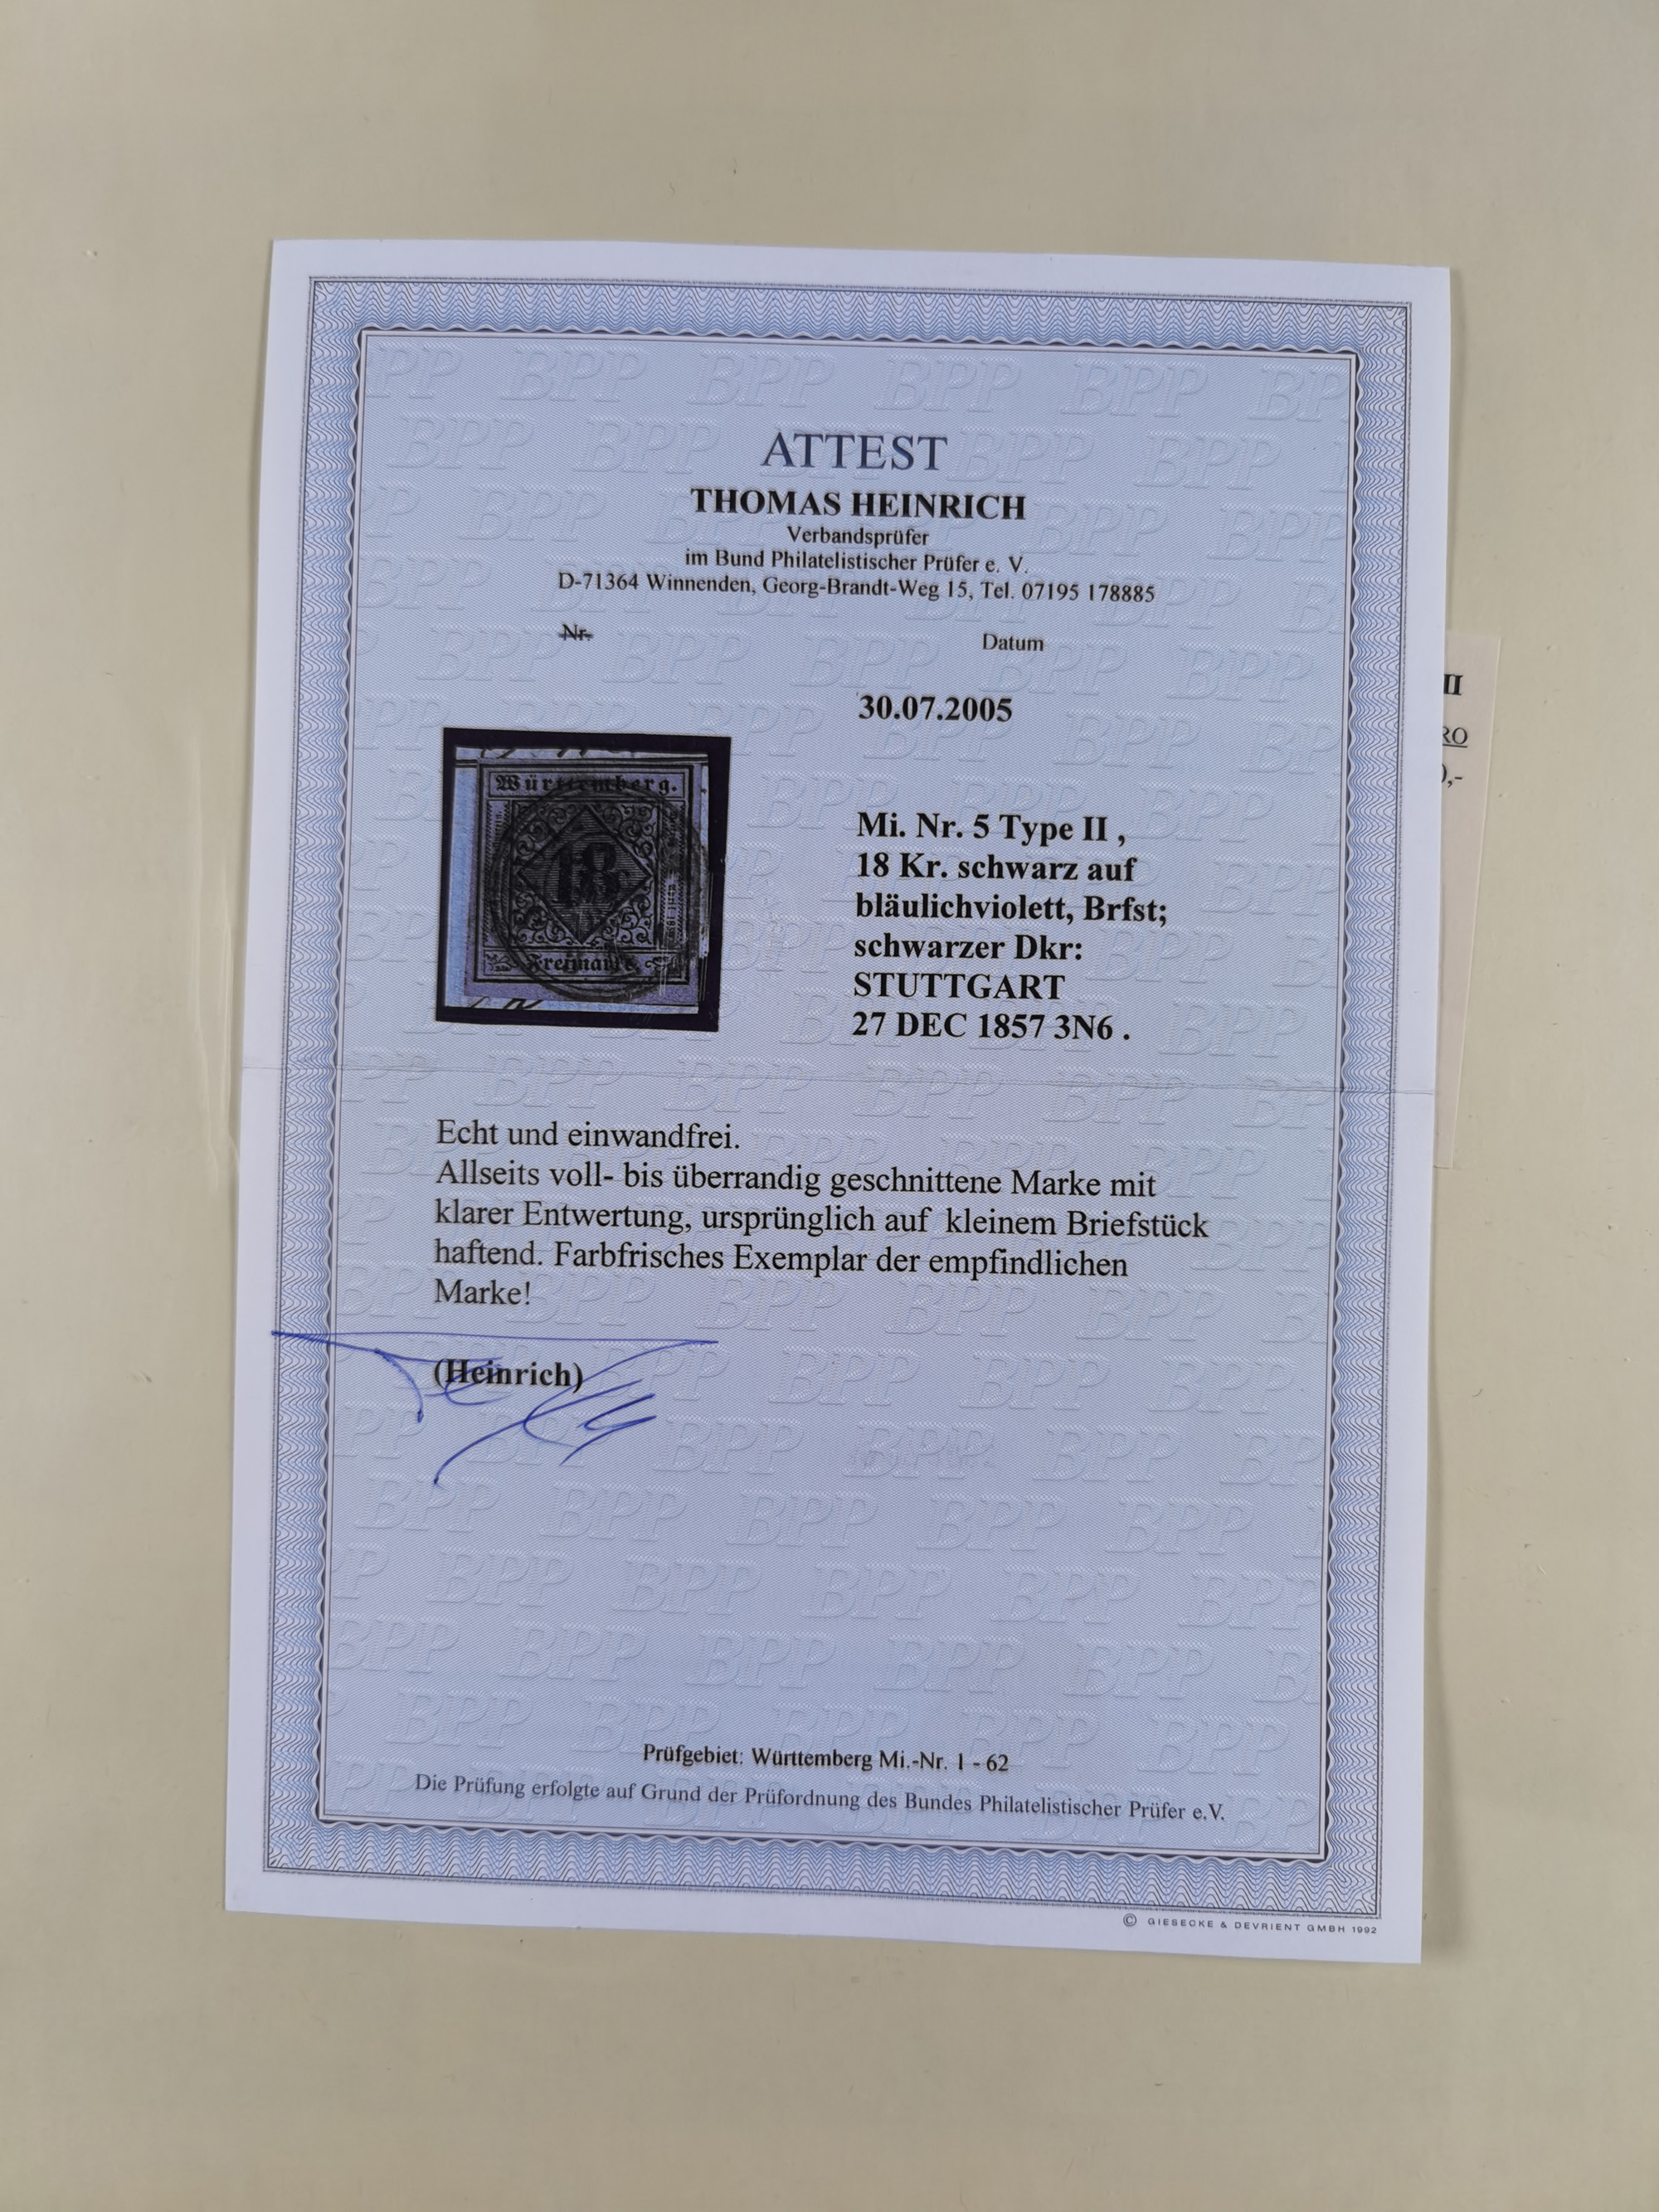 ATTEST
THOMAS HEINRICH
Verbandsprüfer
im Bund Philatelistischer Prüfer e. V.
D-71364 Winnenden, Georg-Brandt-Weg 15, Tel. 07195 178885
Nr.
Datum
30.07.2005
II
RO
),-
Württemberg.
18
Freimarke.
Mi. Nr. 5 Type II ,
18 Kr. schwarz auf
bläulichviolett, Brfst;
schwarzer Dkr:
STUTTGART
27 DEC 1857 3N6 .
Echt und einwandfrei.
Allseits voll- bis überrandig geschnittene Marke mit
klarer Entwertung, ursprünglich auf kleinem Briefstück
haftend. Farbfrisches Exemplar der empfindlichen
Marke!
(Heinrich)
Prüfgebiet: Württemberg Mi.-Nr. 1 - 62
Die Prüfung erfolgte auf Grund der Prüfordnung des Bundes Philatelistischer Prüfer e.V.
© GIESECKE & DEVRIENT GMBH 1992
BPP